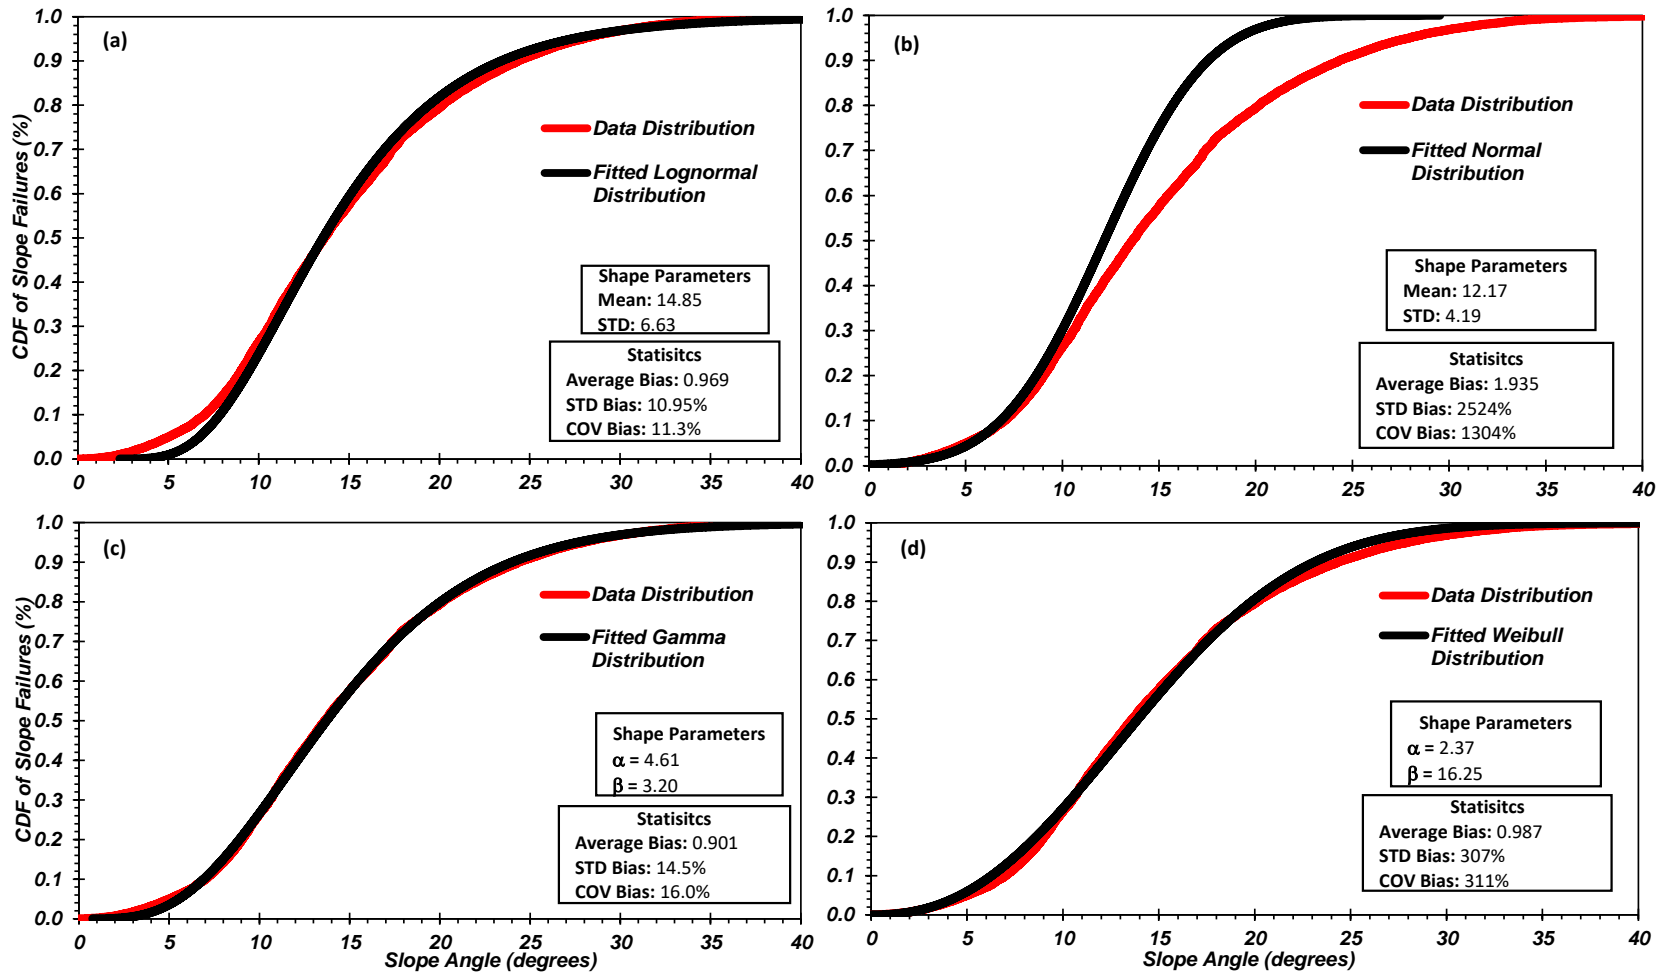 (a)
CDF of Slope Failures (%)
1.0
0.9
0.8
0.7
0.6
0.5
0.4
0.3
0.2
0.1
0.0
Data Distribution
Fitted Lognormal
Distribution
Shape Parameters
Mean: 14.85
STD: 6.63
Statisitcs
Average Bias: 0.969
STD Bias: 10.95%
COV Bias: 11.3%
0 5 10 15 20 25 30 35 40
(b)
1.0
0.9
0.8
0.7
0.6
0.5
0.4
0.3
0.2
0.1
0.0
Data Distribution
Fitted Normal
Distribution
Shape Parameters
Mean: 12.17
STD: 4.19
Statisitcs
Average Bias: 1.935
STD Bias: 2524%
COV Bias: 1304%
0 5 10 15 20 25 30 35 40
(c)
CDF of Slope Failures (%)
1.0
0.9
0.8
0.7
0.6
0.5
0.4
0.3
0.2
0.1
0.0
Data Distribution
Fitted Gamma
Distribution
Shape Parameters
α = 4.61
β = 3.20
Statisitcs
Average Bias: 0.901
STD Bias: 14.5%
COV Bias: 16.0%
0 5 10 15 20 25 30 35 40
Slope Angle (degrees)
(d)
1.0
0.9
0.8
0.7
0.6
0.5
0.4
0.3
0.2
0.1
0.0
Data Distribution
Fitted Weibull
Distribution
Shape Parameters
α = 2.37
β = 16.25
Statisitcs
Average Bias: 0.987
STD Bias: 307%
COV Bias: 311%
0 5 10 15 20 25 30 35 40
Slope Angle (degrees)